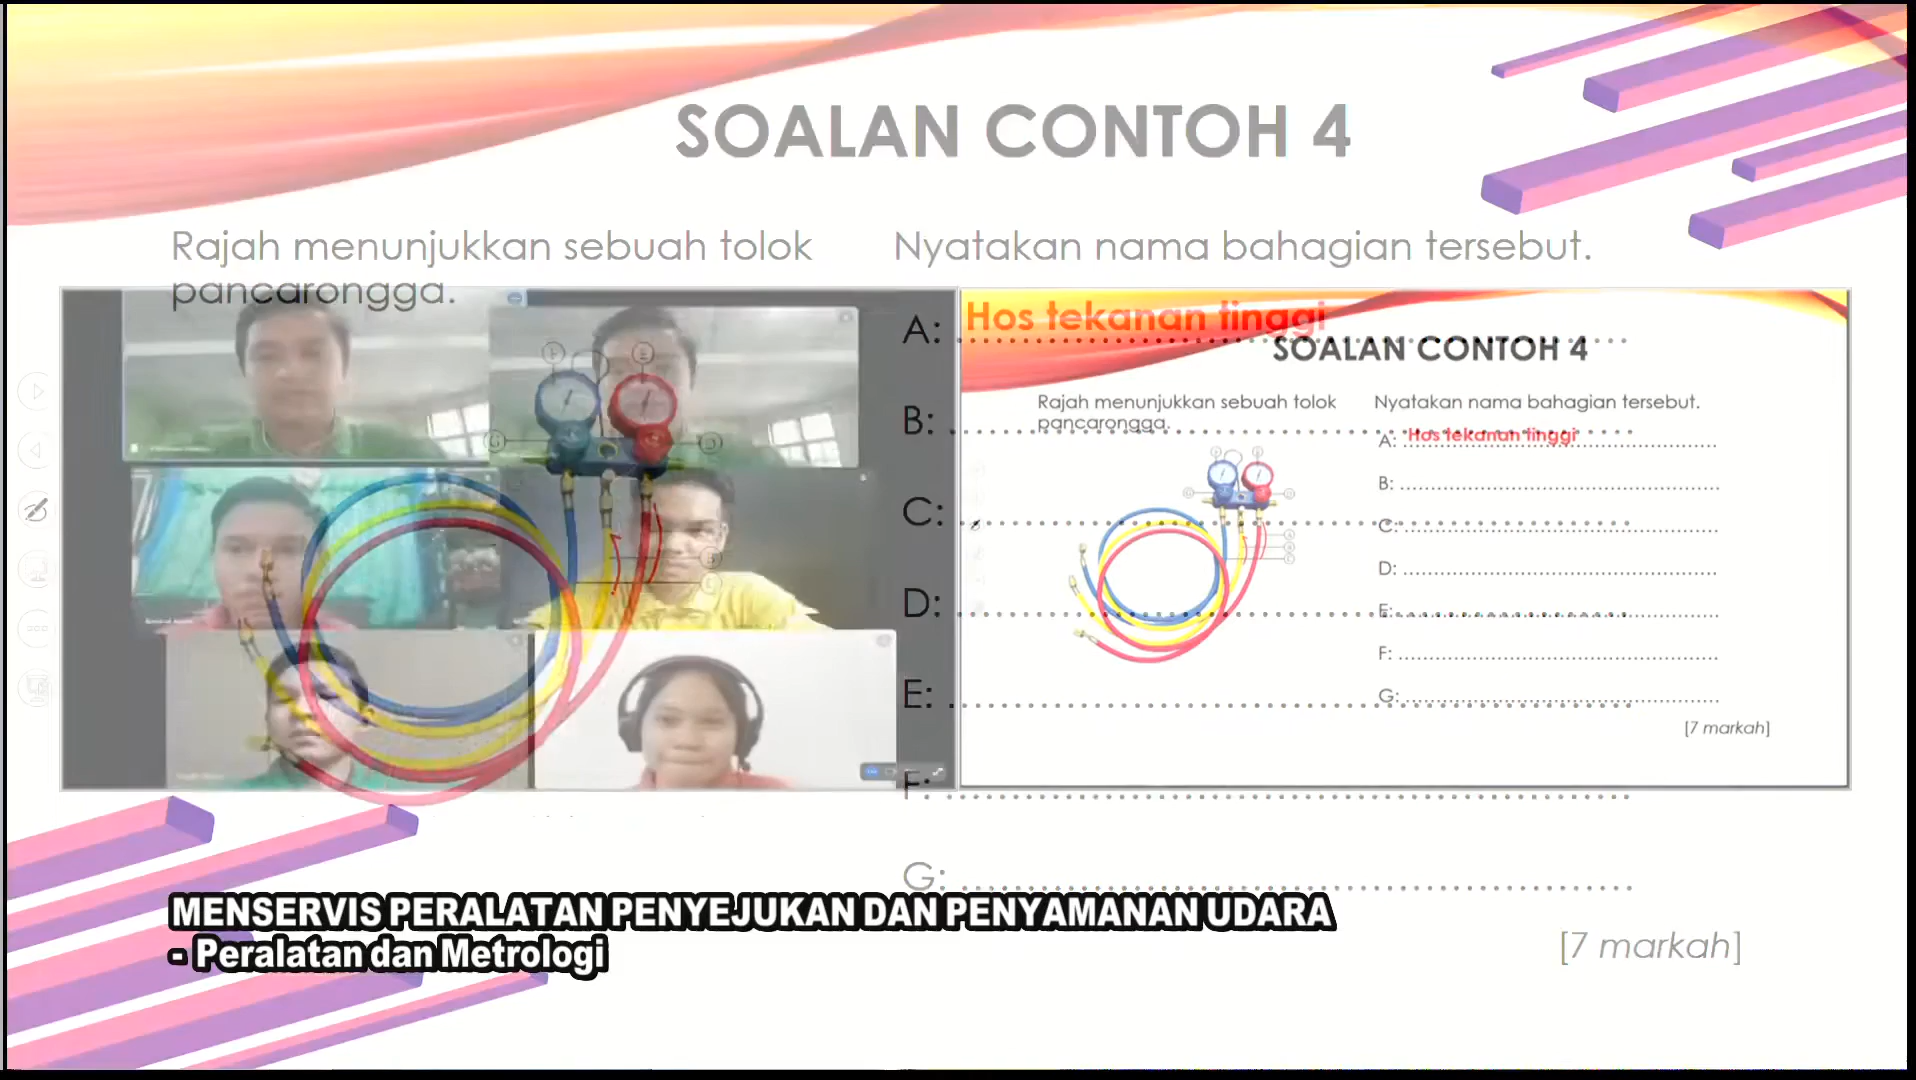 SOALAN CONTOH 4
Rajah menunjukkan sebuah tolok
pancarongga.
Nyatakan nama bahagian tersebut.
A: Hos tekanan tinggi
B:
C:
D:
E:
F:
G:
[7 markah]
SOALAN CONTOH 4
Rajah menunjukkan sebuah tolok
pancarongga.
Nyatakan nama bahagian tersebut.
A: Hos tekanan tinggi
B:
C:
D:
E:
F:
G:
[7 markah]
MENSERVIS PERALATAN PENYEJUKAN DAN PENYAMANAN UDARA
- Peralatan dan Metrologi